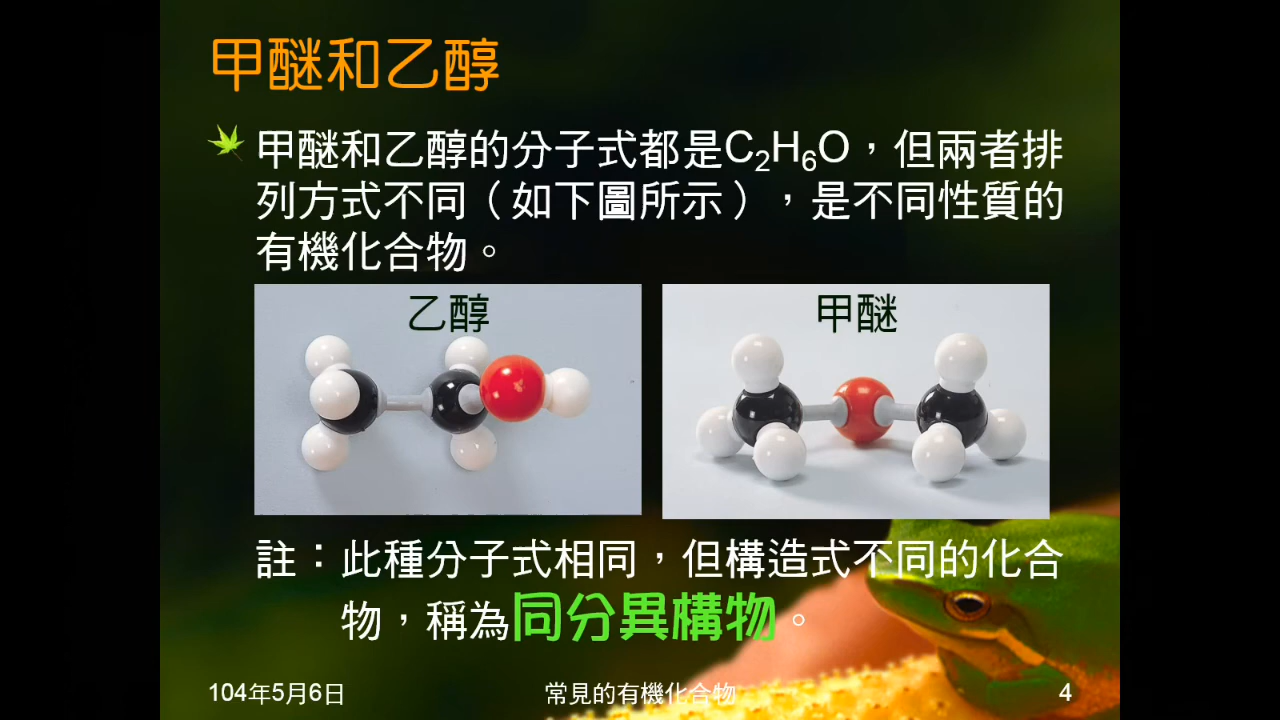 甲醚和乙醇
甲醚和乙醇的分子式都是C₂H₆O，但兩者排
列方式不同（如下圖所示），是不同性質的
有機化合物。
乙醇
甲醚
註：此種分子式相同，但構造式不同的化合
物，稱為同分異構物。
104年5月6日
常見的有機化合物
4